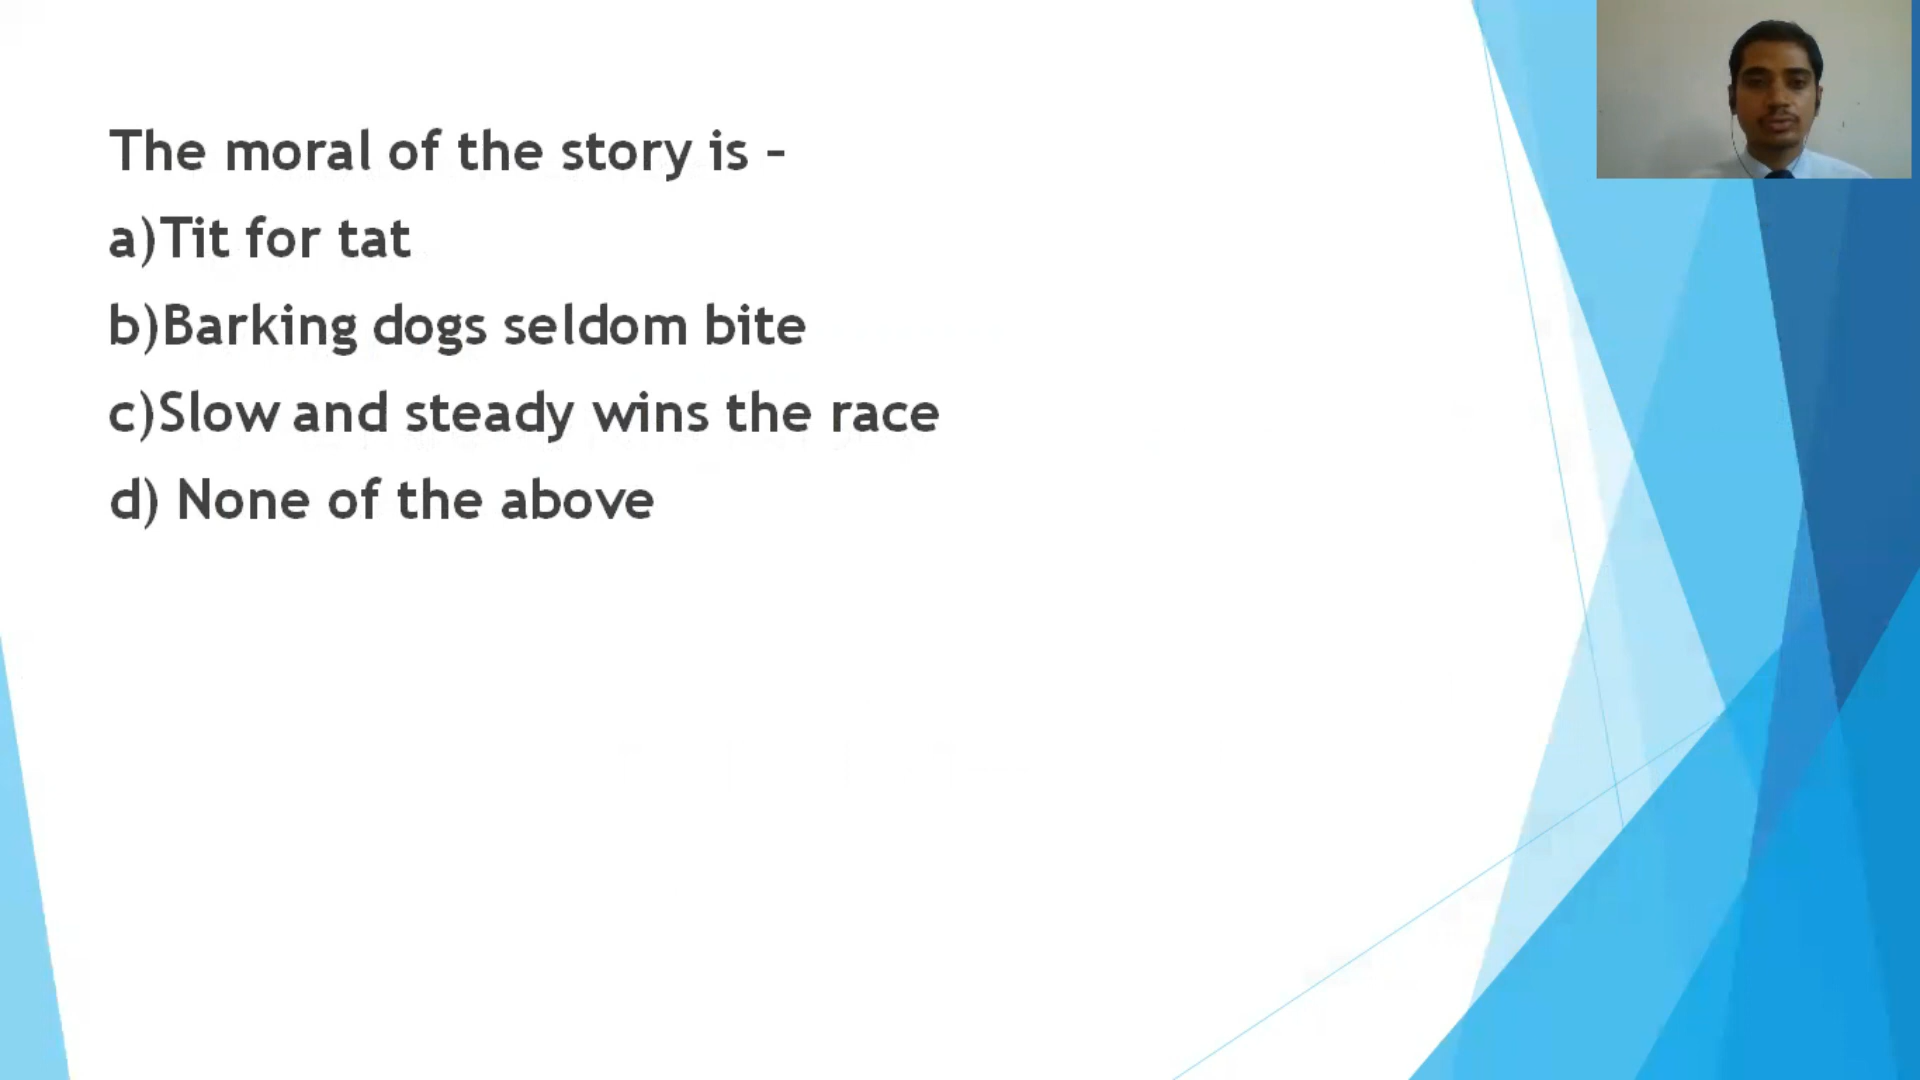 The moral of the story is –
a)Tit for tat
b)Barking dogs seldom bite
c)Slow and steady wins the race
d) None of the above